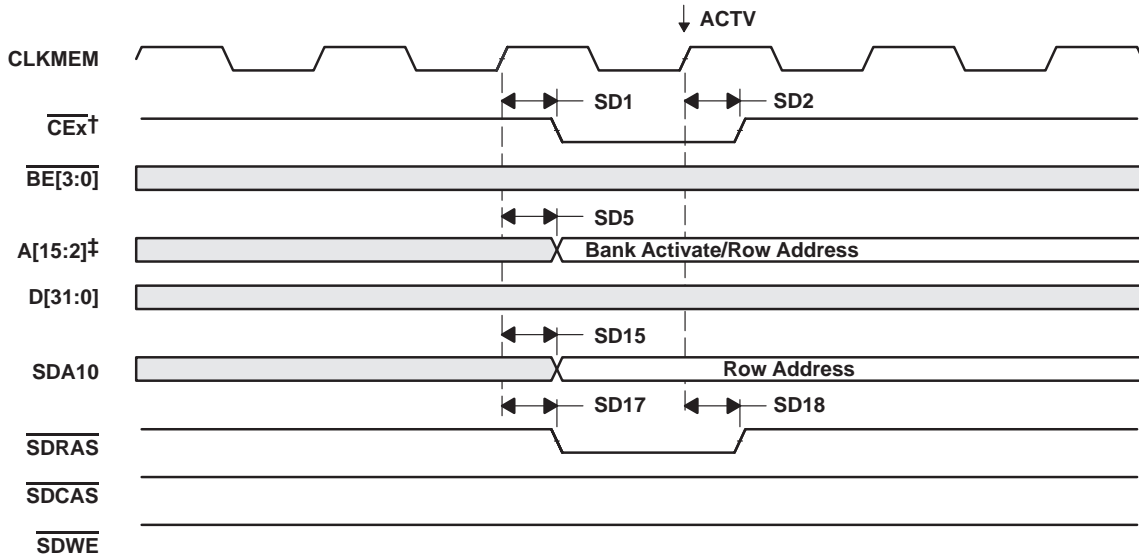 ACTV
CLKMEM
SD1
SD2
CEx†
BE[3:0]
SD5
A[15:2]‡
Bank Activate/Row Address
D[31:0]
SD15
SDA10
Row Address
SD17
SD18
SDRAS
SDCAS
SDWE